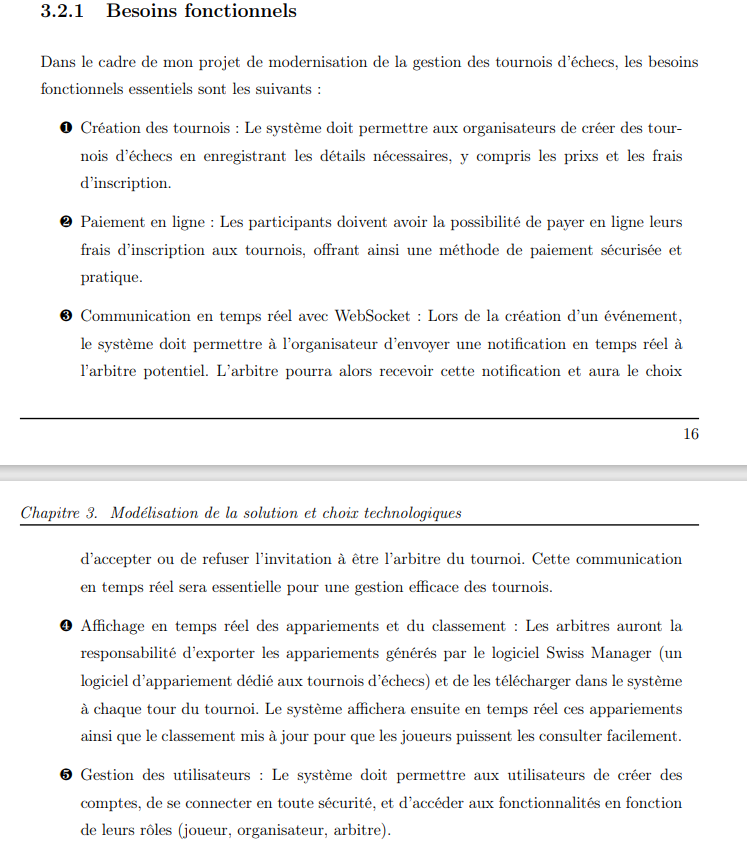 3.2.1 Besoins fonctionnels
Dans le cadre de mon projet de modernisation de la gestion des tournois d'échecs, les besoins
fonctionnels essentiels sont les suivants :
❶ Création des tournois : Le système doit permettre aux organisateurs de créer des tour-
nois d'échecs en enregistrant les détails nécessaires, y compris les prixs et les frais
d'inscription.
❷ Paiement en ligne : Les participants doivent avoir la possibilité de payer en ligne leurs
frais d'inscription aux tournois, offrant ainsi une méthode de paiement sécurisée et
pratique.
❸ Communication en temps réel avec WebSocket : Lors de la création d'un événement,
le système doit permettre à l'organisateur d'envoyer une notification en temps réel à
l'arbitre potentiel. L'arbitre pourra alors recevoir cette notification et aura le choix
16
Chapitre 3. Modélisation de la solution et choix technologiques
d'accepter ou de refuser l'invitation à être l'arbitre du tournoi. Cette communication
en temps réel sera essentielle pour une gestion efficace des tournois.
❹ Affichage en temps réel des appariements et du classement : Les arbitres auront la
responsabilité d'exporter les appariements générés par le logiciel Swiss Manager (un
logiciel d'appariement dédié aux tournois d'échecs) et de les télécharger dans le système
à chaque tour du tournoi. Le système affichera ensuite en temps réel ces appariements
ainsi que le classement mis à jour pour que les joueurs puissent les consulter facilement.
❺ Gestion des utilisateurs : Le système doit permettre aux utilisateurs de créer des
comptes, de se connecter en toute sécurité, et d'accéder aux fonctionnalités en fonction
de leurs rôles (joueur, organisateur, arbitre).